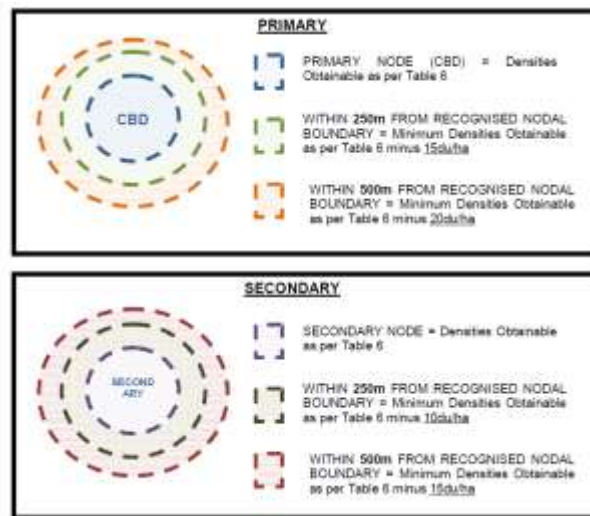 PRIMARY
CBD
PRIMARY NODE (CBD) = Densities
Obtainable as per Table 6
WITHIN 250m FROM RECOGNISED NODAL
BOUNDARY = Minimum Densities Obtainable
as per Table 6 minus 15du/ha
WITHIN 500m FROM RECOGNISED NODAL
BOUNDARY = Minimum Densities Obtainable
as per Table 6 minus 20du/ha
SECONDARY
SECOND
ARY
SECONDARY NODE = Densities Obtainable
as per Table 6
WITHIN 250m FROM RECOGNISED NODAL
BOUNDARY = Minimum Densities Obtainable
as per Table 6 minus 10du/ha
WITHIN 500m FROM RECOGNISED NODAL
BOUNDARY = Minimum Densities Obtainable
as per Table 6 minus 15du/ha